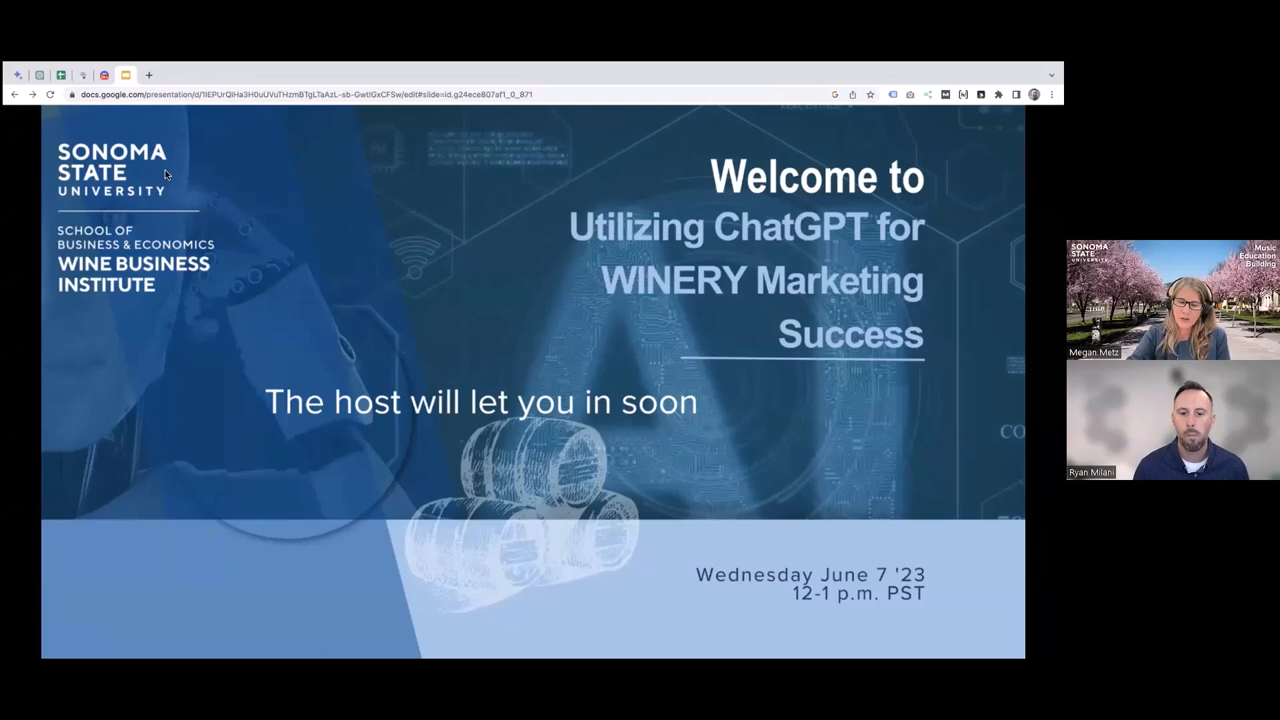 docs.google.com/presentation/d/1IEPUrQiHa3H0uUVuTHzmBTgLTaAzL-sb-GwtlGxCFSw/edit#slide=id.g24ece807af1_0_871
SONOMA
STATE
UNIVERSITY
SCHOOL OF
BUSINESS & ECONOMICS
WINE BUSINESS
INSTITUTE
Welcome to
Utilizing ChatGPT for
WINERY Marketing
Success
The host will let you in soon
AI
Wednesday June 7 '23
12-1 p.m. PST
SONOMA
STATE
UNIVERSITY
Music
Education
Building
Megan Metz
Ryan Milani